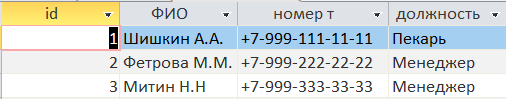 id ФИО номер т должность
1 Шишкин А.А. +7-999-111-11-11 Пекарь
2 Фетрова М.М. +7-999-222-22-22 Менеджер
3 Митин Н.Н +7-999-333-33-33 Менеджер